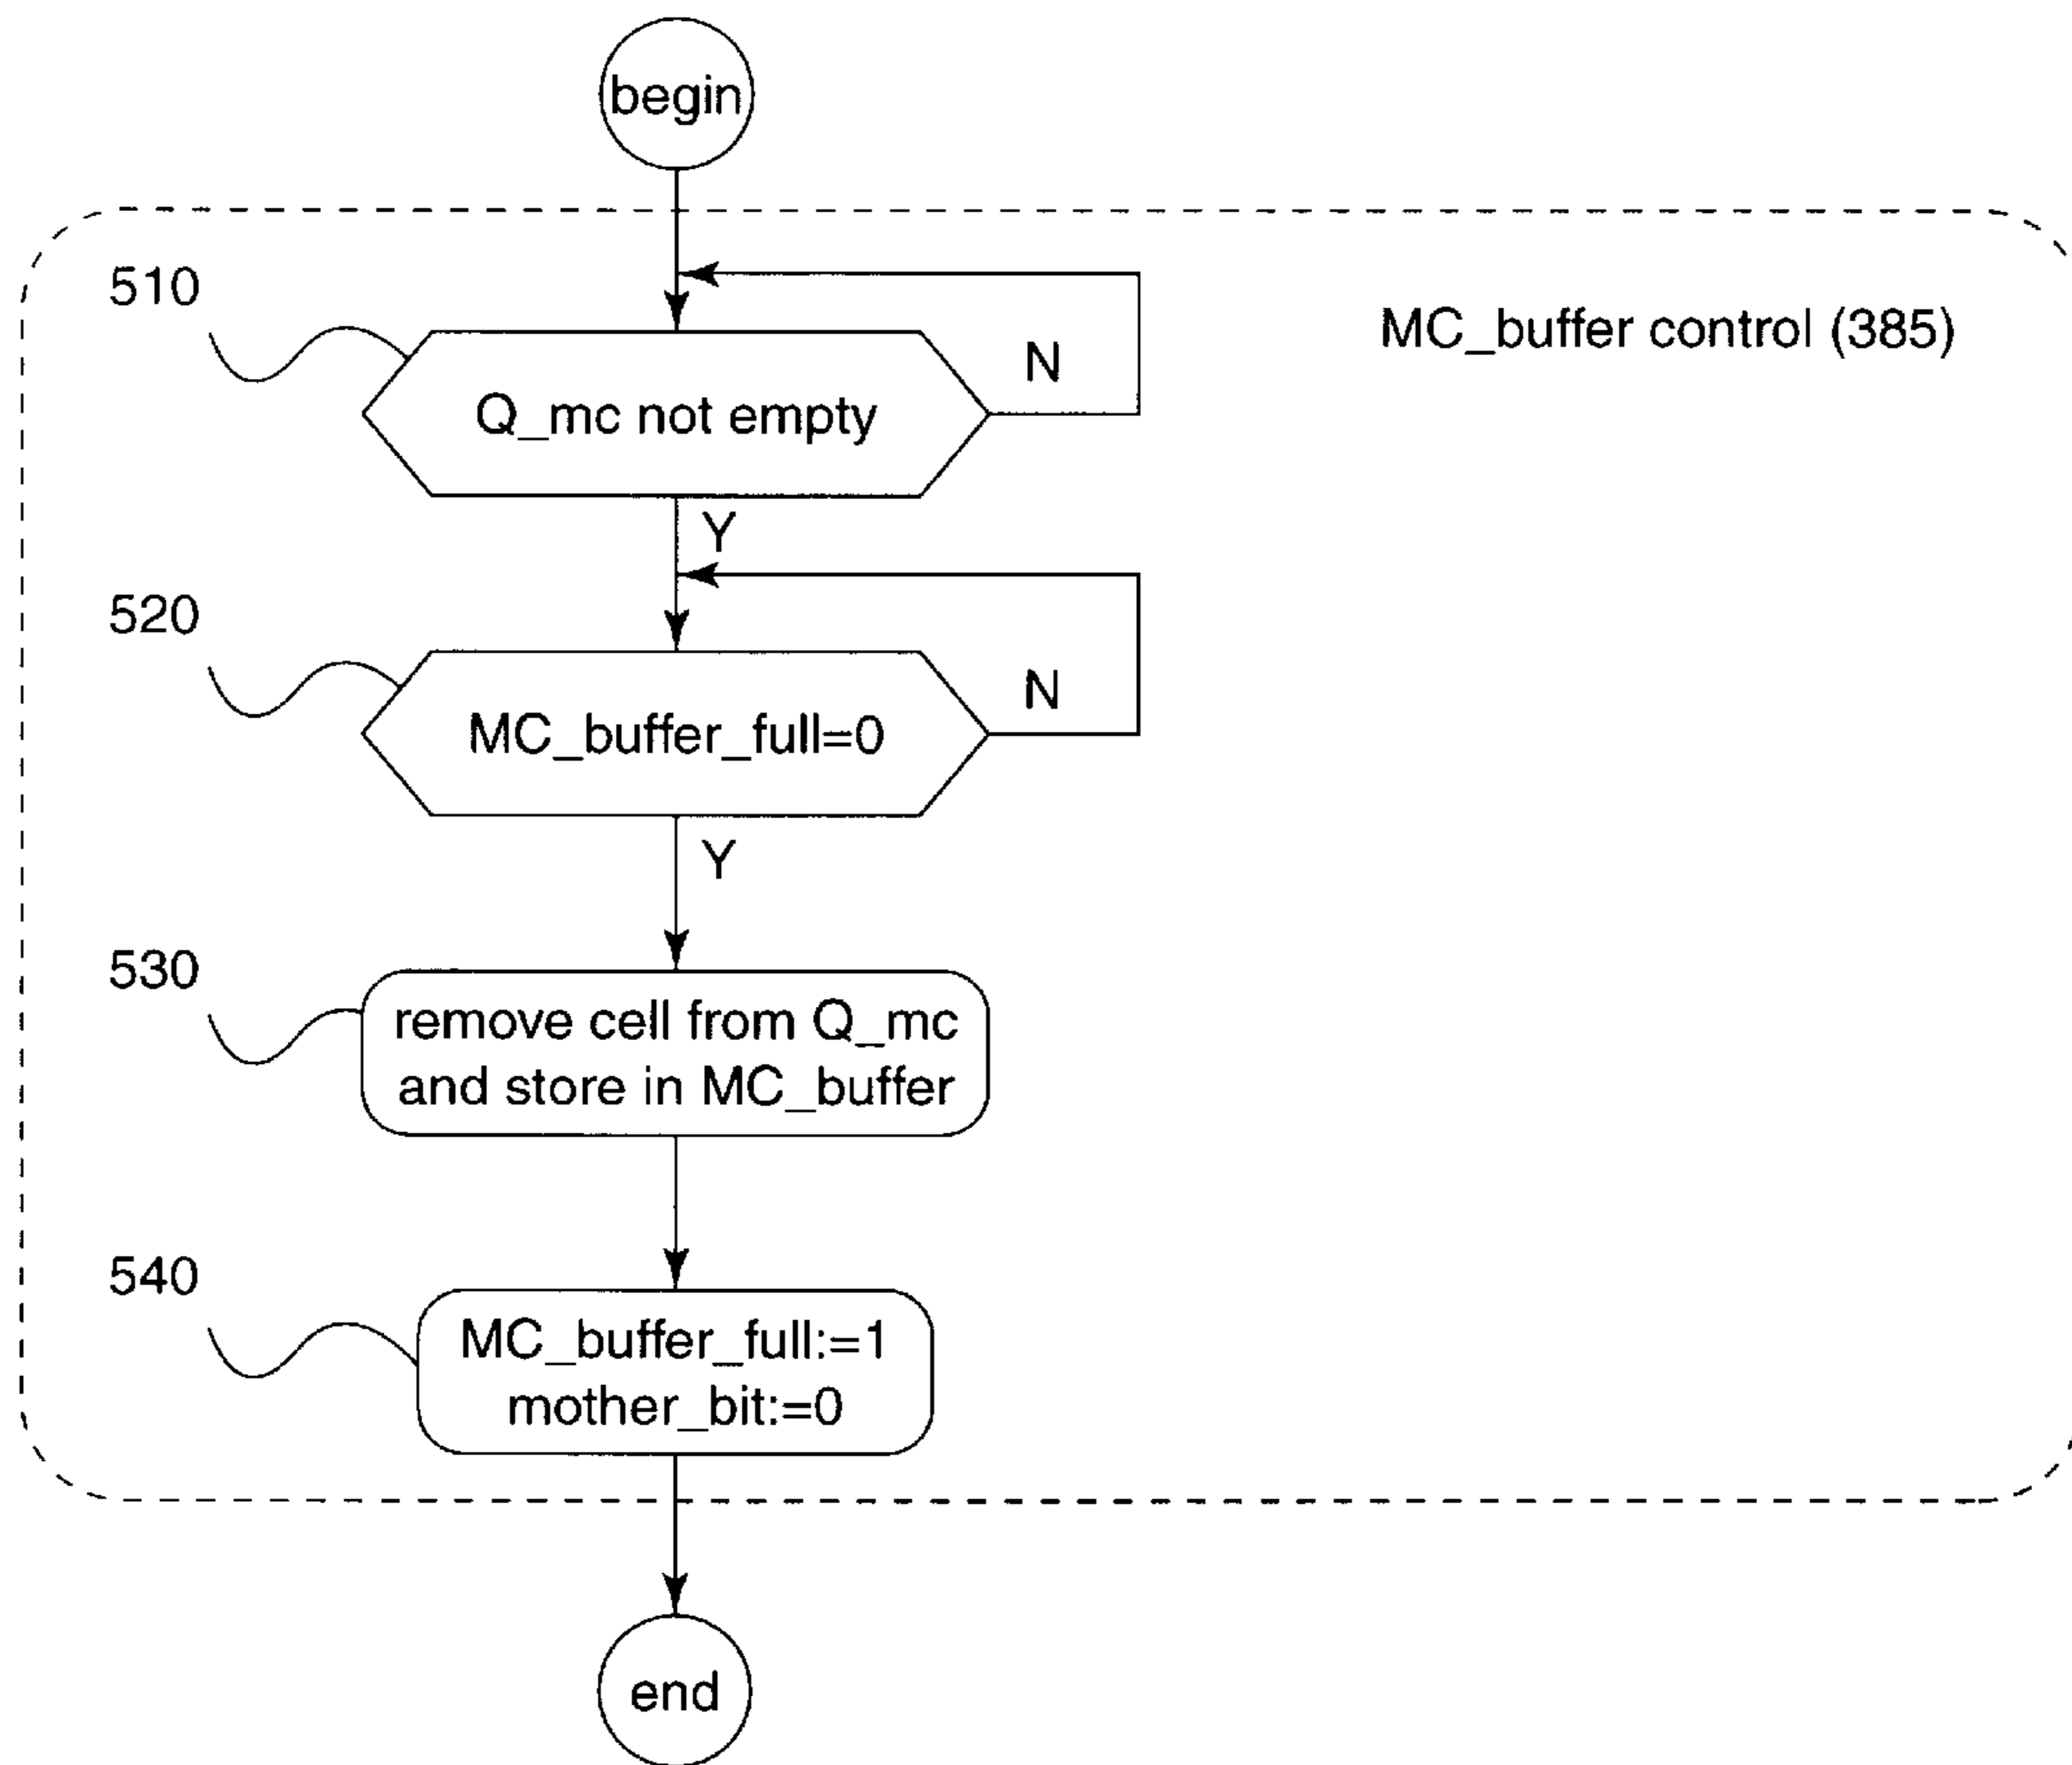 begin
510
MC_buffer control (385)
N
Q_mc not empty
Y
520
N
MC_buffer_full=0
Y
530
remove cell from Q_mc
and store in MC_buffer
540
MC_buffer_full:=1
mother_bit:=0
end